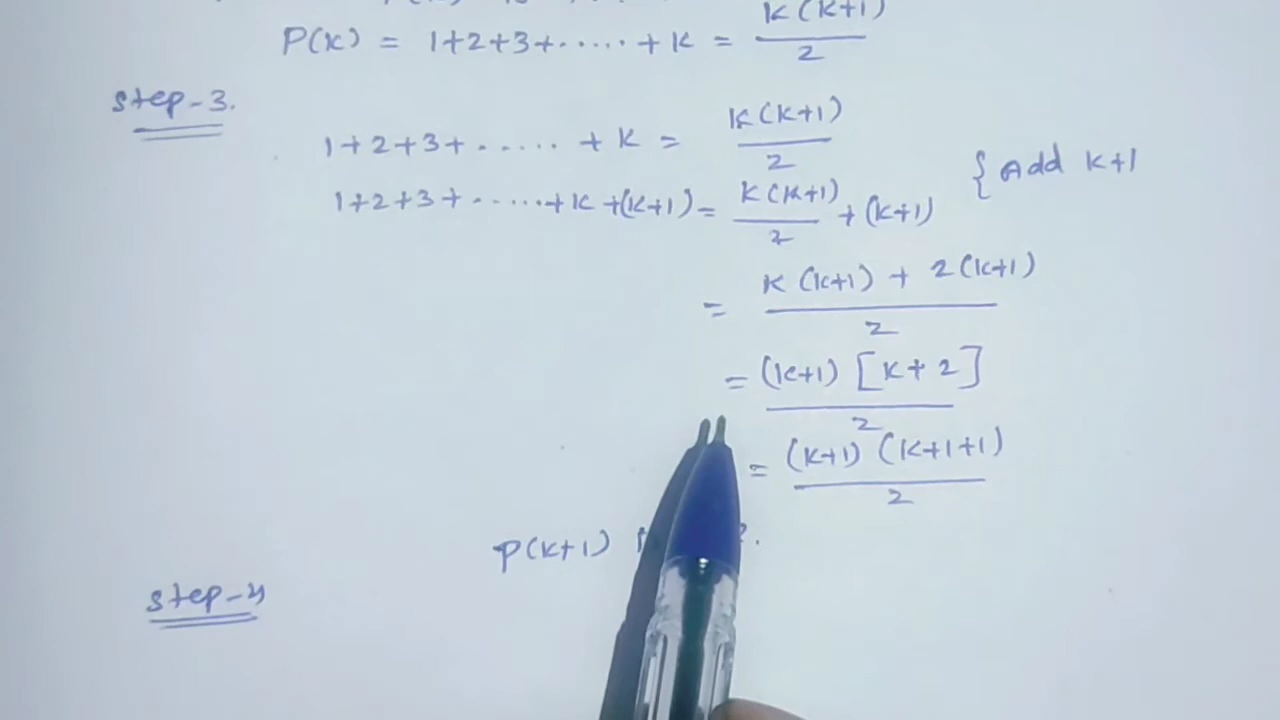 P(k) = 1+2+3+.....+k = k(k+1)/2
Step-3.
1+2+3+......+k = k(k+1)/2
1+2+3+......+k+(k+1) = k(k+1)/2 + (k+1) { Add k+1
= k(k+1) + 2(k+1)/2
= (k+1) [k+2]/2
= (k+1) (k+1+1)/2
P(k+1)
Step-4